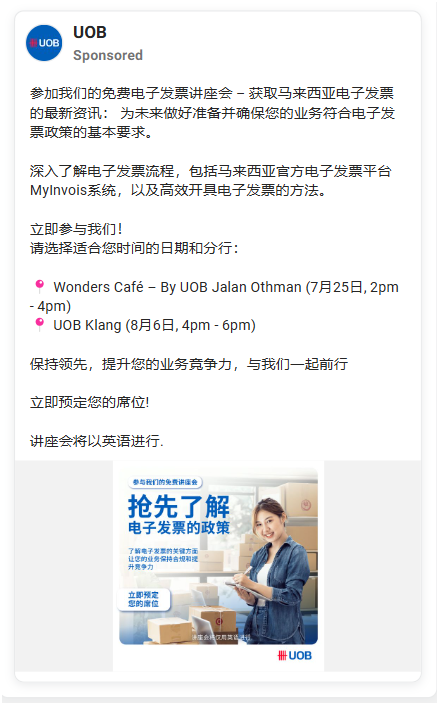 UOB
UOB
Sponsored
参加我们的免费电子发票讲座会 – 获取马来西亚电子发票
的最新资讯： 为未来做好准备并确保您的业务符合电子发
票政策的基本要求。
深入了解电子发票流程，包括马来西亚官方电子发票平台
MyInvois系统，以及高效开具电子发票的方法。
立即参与我们！
请选择适合您时间的日期和分行：
📍 Wonders Café – By UOB Jalan Othman (7月25日, 2pm
- 4pm)
📍 UOB Klang (8月6日, 4pm - 6pm)
保持领先，提升您的业务竞争力，与我们一起前行
立即预定您的席位!
讲座会将以英语进行.
参与我们的免费讲座会
抢先了解
电子发票的政策
了解电子发票的关键方面
让您的业务保持合规和提
升竞争力
立即预定
您的席位
讲座会将仅用英语进行
UOB